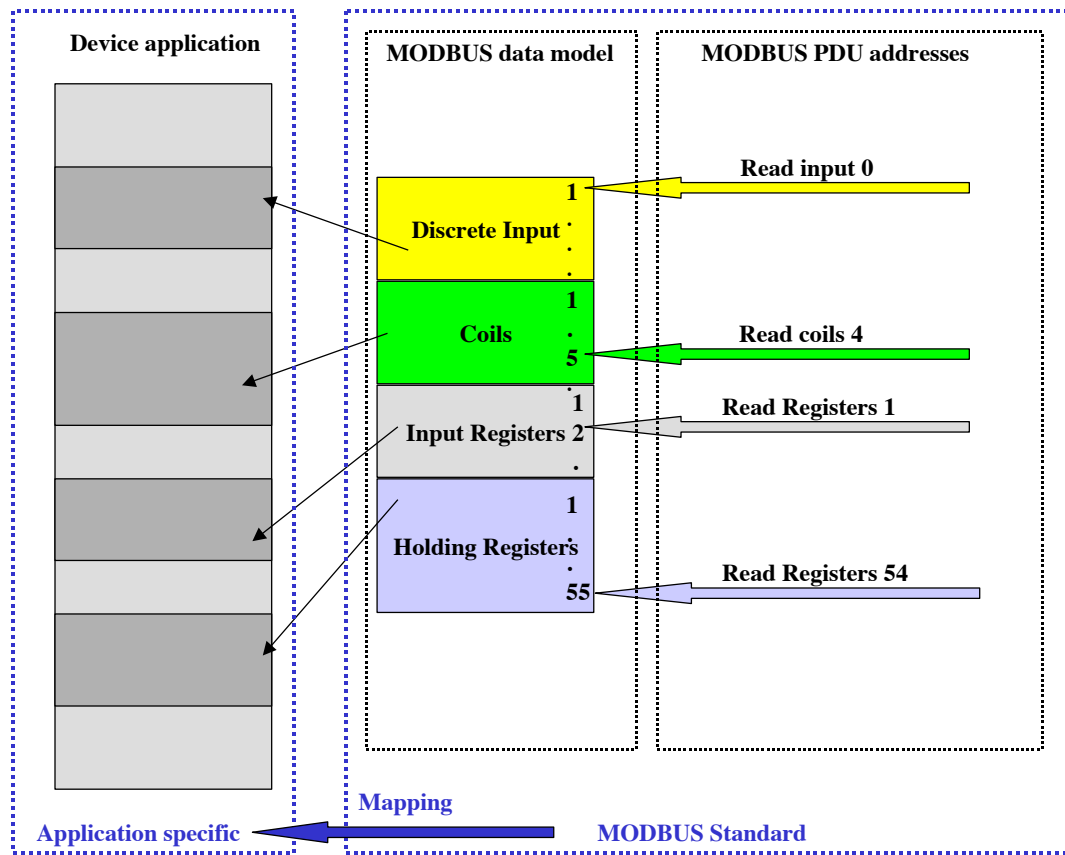 Device application
MODBUS data model
MODBUS PDU addresses
1
.
Discrete Input
.
.
Read input 0
1
Coils
.
5
.
Read coils 4
1
Input Registers 2
.
Read Registers 1
1
.
Holding Registers
.
55
Read Registers 54
Mapping
Application specific
MODBUS Standard